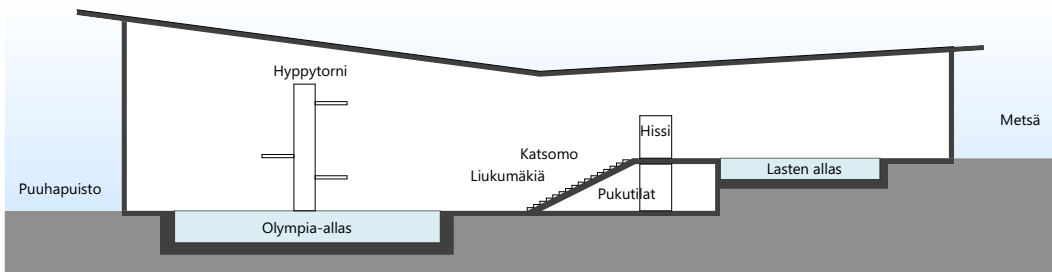 Hyppytorni
Metsä
Hissi
Katsomo
Liukumäkiä
Lasten allas
Puuhapuisto
Pukutilat
Olympia-allas